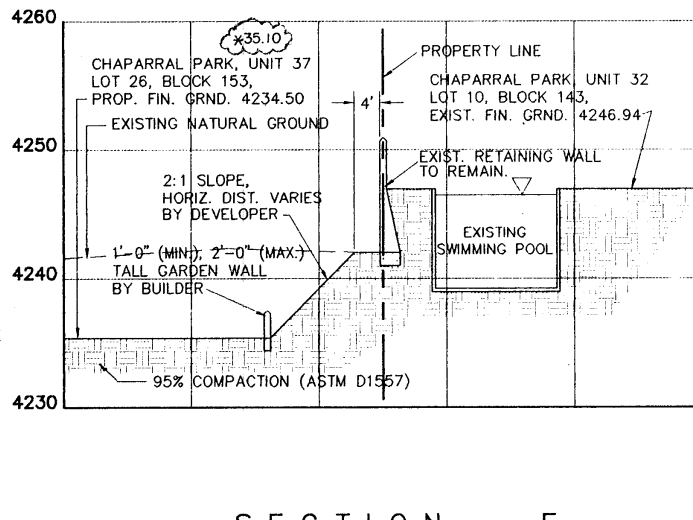 4260
*35.10
PROPERTY LINE
CHAPARRAL PARK, UNIT 37
LOT 26, BLOCK 153,
PROP. FIN. GRND. 4234.50
4'
CHAPARRAL PARK, UNIT 32
LOT 10, BLOCK 143,
EXIST. FIN. GRND. 4246.94
EXISTING NATURAL GROUND
4250
EXIST. RETAINING WALL
TO REMAIN.
2:1 SLOPE,
HORIZ. DIST. VARIES
BY DEVELOPER
EXISTING
SWIMMING POOL
1'-0" (MIN.), 2'-0" (MAX.)
TALL GARDEN WALL
BY BUILDER
4240
95% COMPACTION (ASTM D1557)
4230